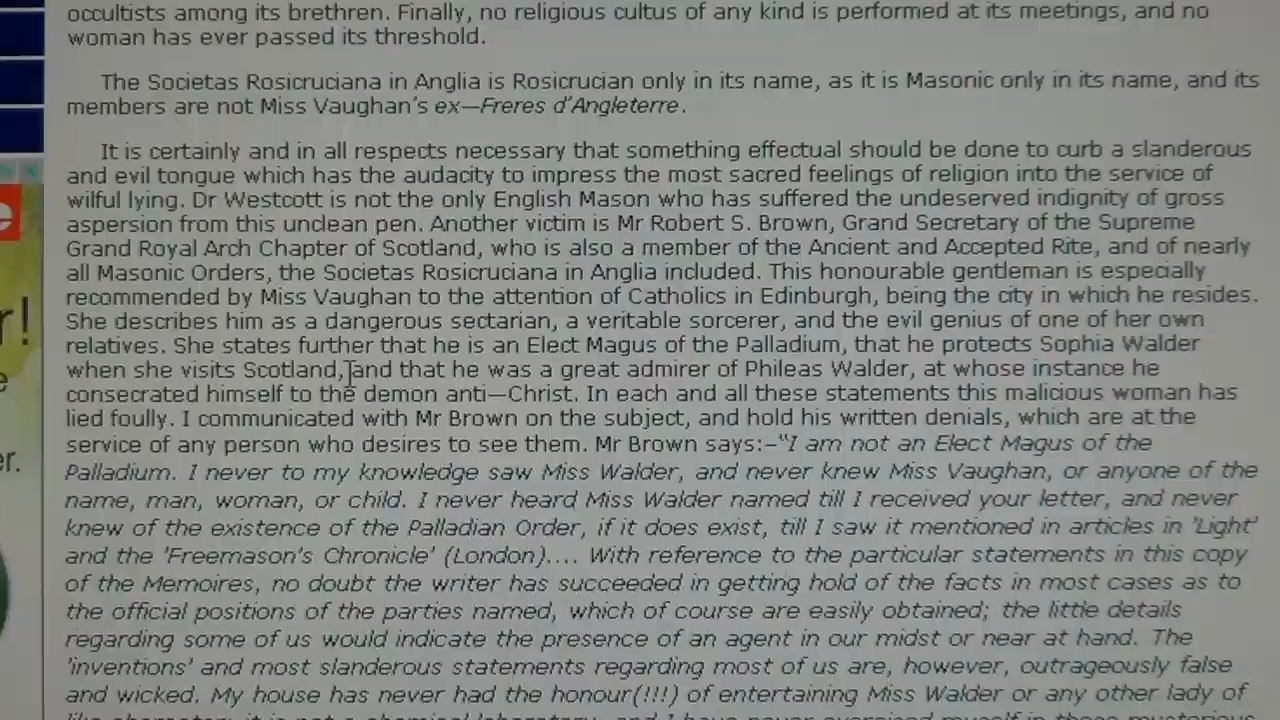 occultists among its brethren. Finally, no religious cultus of any kind is performed at its meetings, and no
woman has ever passed its threshold.
The Societas Rosicruciana in Anglia is Rosicrucian only in its name, as it is Masonic only in its name, and its
members are not Miss Vaughan's ex—Freres d'Angleterre.
It is certainly and in all respects necessary that something effectual should be done to curb a slanderous
and evil tongue which has the audacity to impress the most sacred feelings of religion into the service of
wilful lying. Dr Westcott is not the only English Mason who has suffered the undeserved indignity of gross
aspersion from this unclean pen. Another victim is Mr Robert S. Brown, Grand Secretary of the Supreme
Grand Royal Arch Chapter of Scotland, who is also a member of the Ancient and Accepted Rite, and of nearly
all Masonic Orders, the Societas Rosicruciana in Anglia included. This honourable gentleman is especially
recommended by Miss Vaughan to the attention of Catholics in Edinburgh, being the city in which he resides.
She describes him as a dangerous sectarian, a veritable sorcerer, and the evil genius of one of her own
relatives. She states further that he is an Elect Magus of the Palladium, that he protects Sophia Walder
when she visits Scotland, and that he was a great admirer of Phileas Walder, at whose instance he
consecrated himself to the demon anti—Christ. In each and all these statements this malicious woman has
lied foully. I communicated with Mr Brown on the subject, and hold his written denials, which are at the
service of any person who desires to see them. Mr Brown says:–"I am not an Elect Magus of the
Palladium. I never to my knowledge saw Miss Walder, and never knew Miss Vaughan, or anyone of the
name, man, woman, or child. I never heard Miss Walder named till I received your letter, and never
knew of the existence of the Palladian Order, if it does exist, till I saw it mentioned in articles in 'Light'
and the 'Freemason's Chronicle' (London).... With reference to the particular statements in this copy
of the Memoires, no doubt the writer has succeeded in getting hold of the facts in most cases as to
the official positions of the parties named, which of course are easily obtained; the little details
regarding some of us would indicate the presence of an agent in our midst or near at hand. The
'inventions' and most slanderous statements regarding most of us are, however, outrageously false
and wicked. My house has never had the honour(!!!) of entertaining Miss Walder or any other lady of
e
r!
e
er.